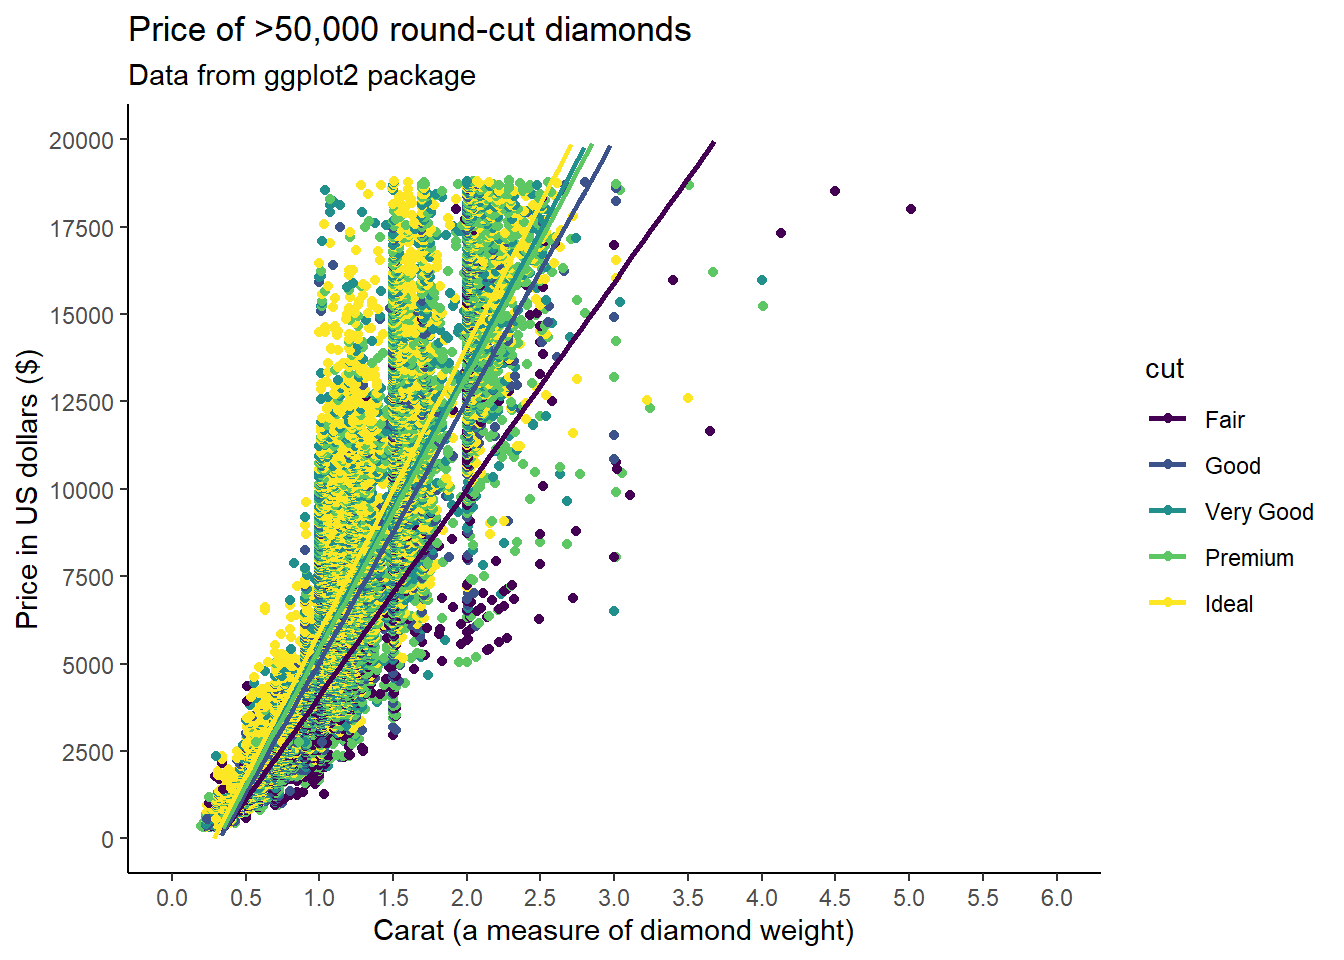 Price of >50,000 round-cut diamonds
Data from ggplot2 package
Price in US dollars ($)
20000
17500
15000
12500
10000
7500
5000
2500
0
0.0 0.5 1.0 1.5 2.0 2.5 3.0 3.5 4.0 4.5 5.0 5.5 6.0
Carat (a measure of diamond weight)
cut
Fair
Good
Very Good
Premium
Ideal